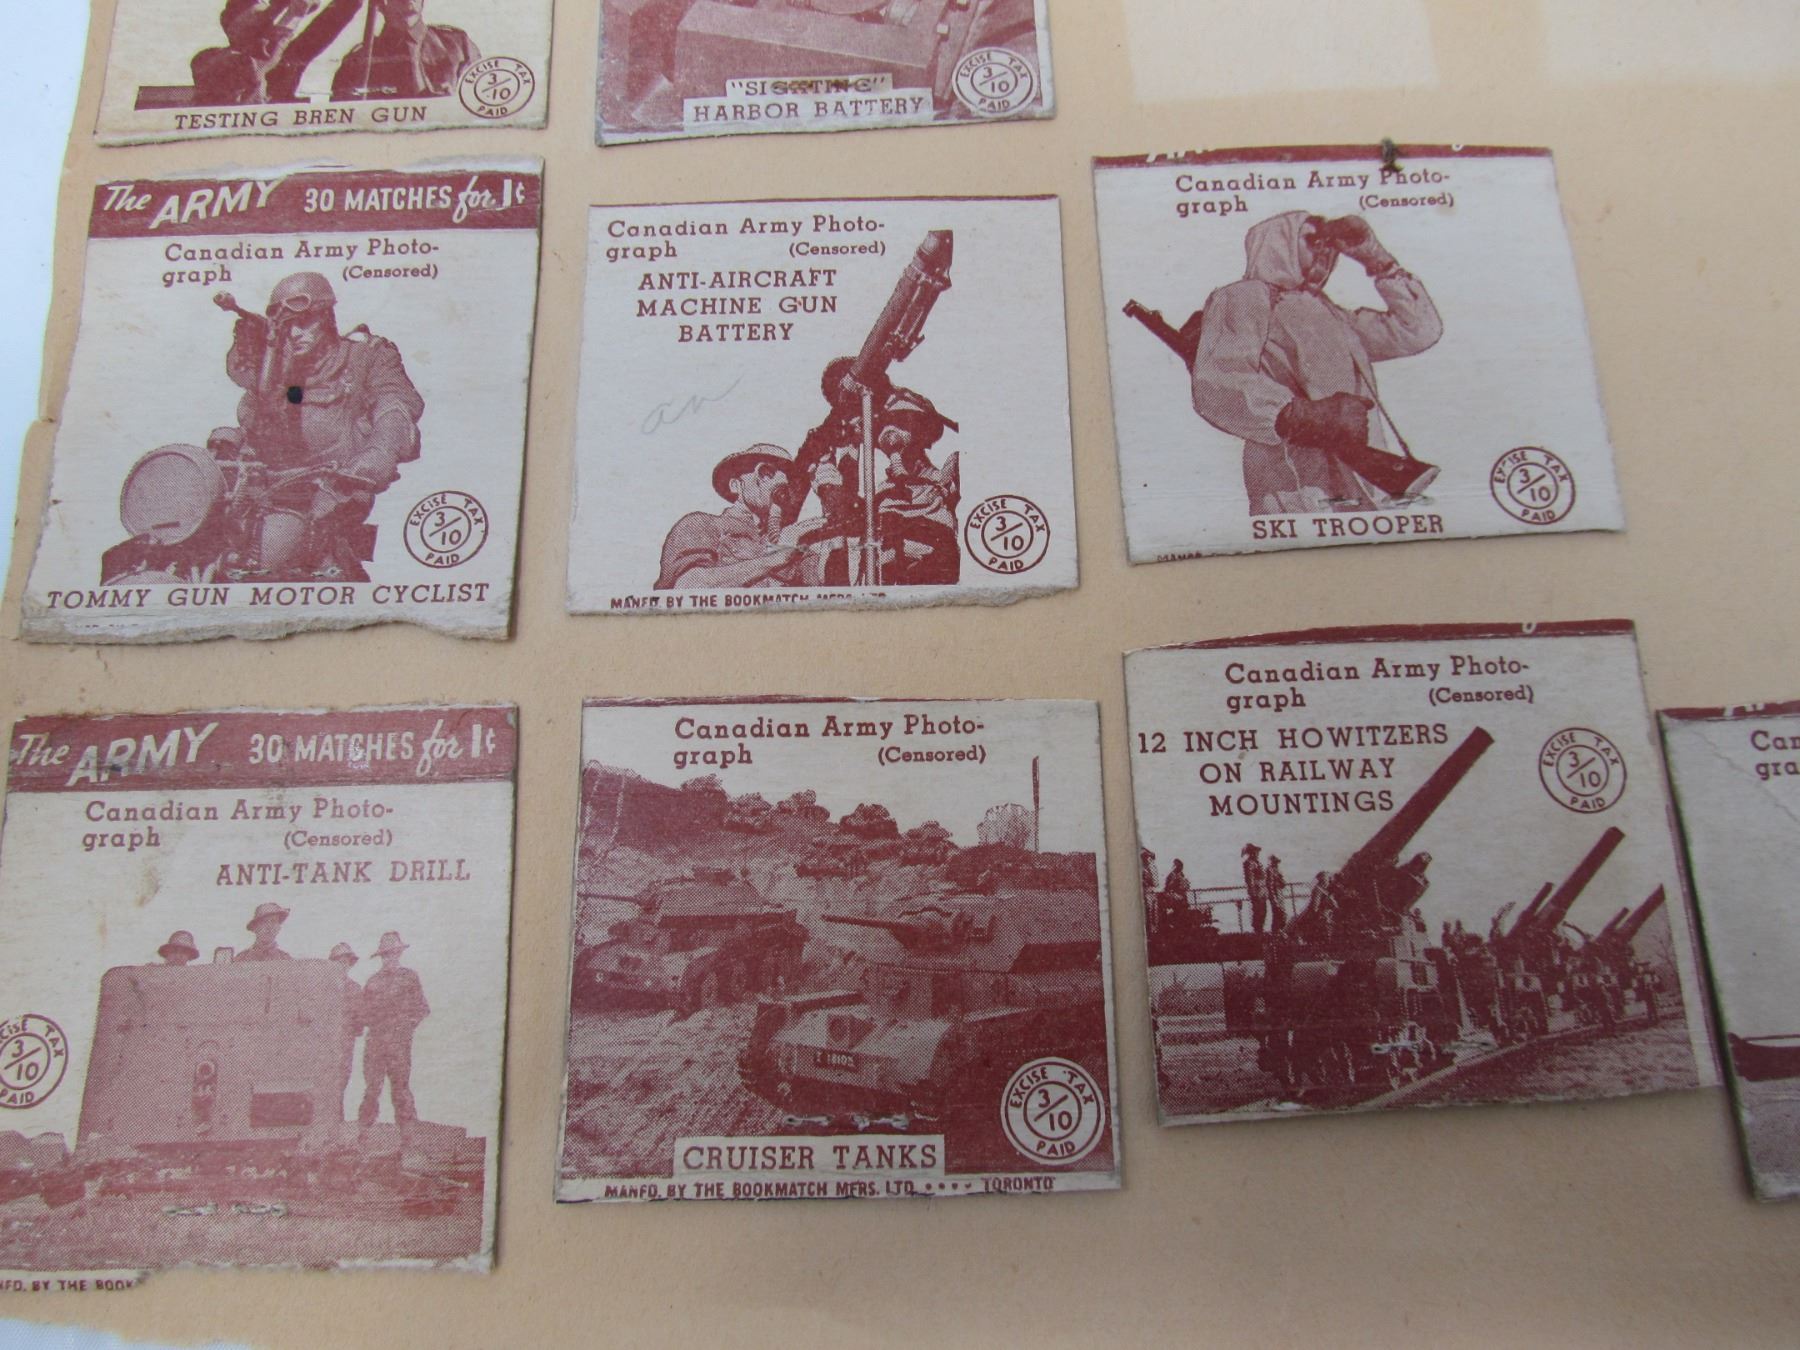 TESTING BREN GUN
EXCISE TAX
3/10
PAID
"SIGHTING"
HARBOR BATTERY
EXCISE TAX
3/10
PAID
The ARMY 30 MATCHES for 1¢
Canadian Army Photo-
graph (Censored)
EXCISE TAX
3/10
PAID
TOMMY GUN MOTOR CYCLIST
Canadian Army Photo-
graph (Censored)
ANTI-AIRCRAFT
MACHINE GUN
BATTERY
an
EXCISE TAX
3/10
PAID
MANFD. BY THE BOOKMATCH MFRS. LTD
Canadian Army Photo-
graph (Censored)
EXCISE TAX
3/10
PAID
SKI TROOPER
The ARMY 30 MATCHES for 1¢
Canadian Army Photo-
graph (Censored)
ANTI-TANK DRILL
EXCISE TAX
3/10
PAID
NFD. BY THE BOOK
Canadian Army Photo-
graph (Censored)
EXCISE TAX
3/10
PAID
CRUISER TANKS
MANFD. BY THE BOOKMATCH MFRS. LTD. •••• TORONTO
Canadian Army Photo-
graph (Censored)
12 INCH HOWITZERS
ON RAILWAY
MOUNTINGS
EXCISE TAX
3/10
PAID
Can
gra